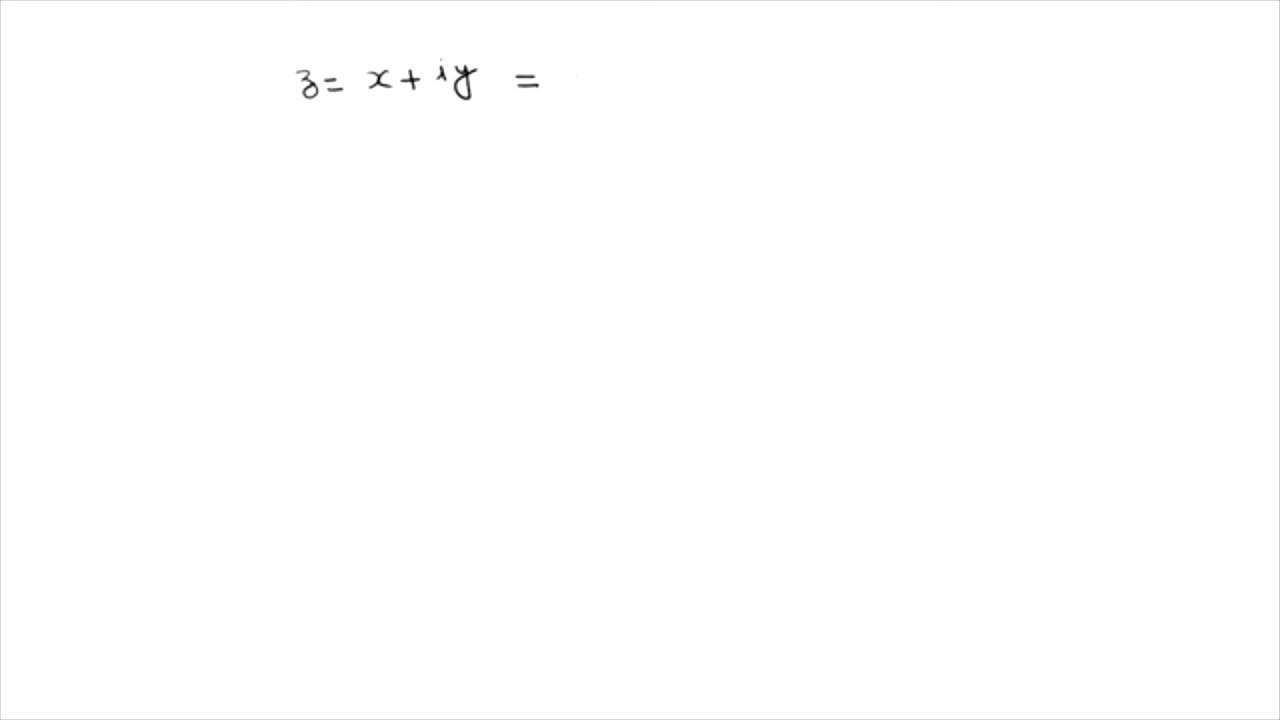 z = x + iy =